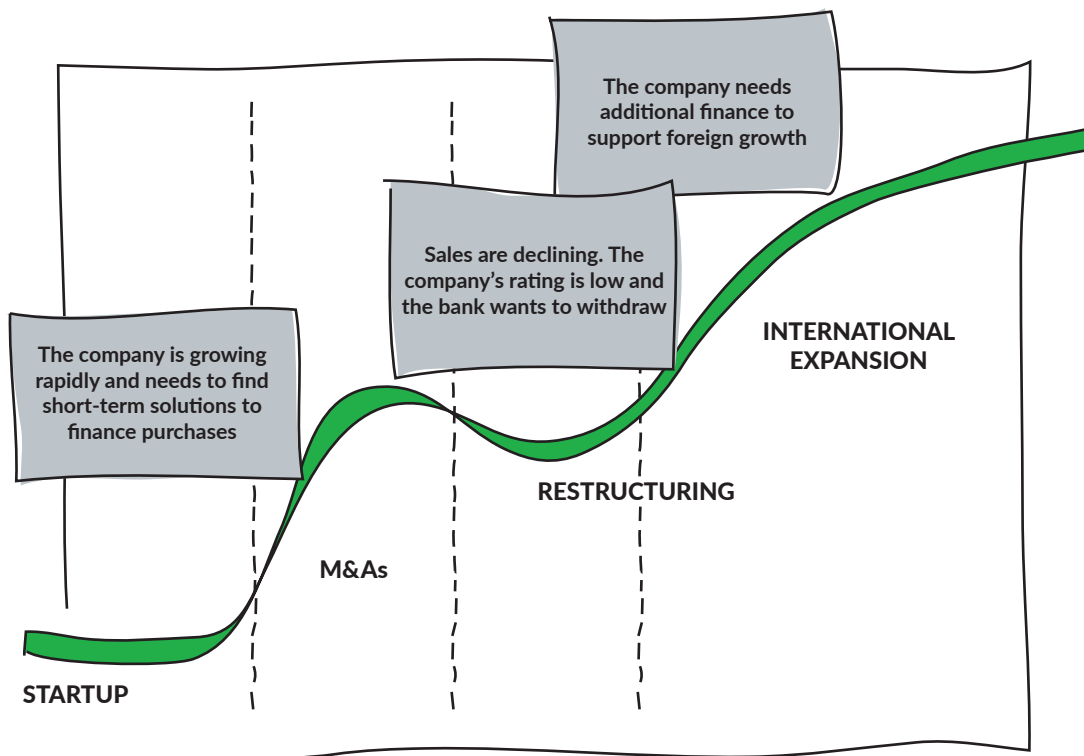 The company needs
additional finance to
support foreign growth
Sales are declining. The
company’s rating is low and
the bank wants to withdraw
INTERNATIONAL
EXPANSION
The company is growing
rapidly and needs to find
short-term solutions to
finance purchases
RESTRUCTURING
M&As
STARTUP